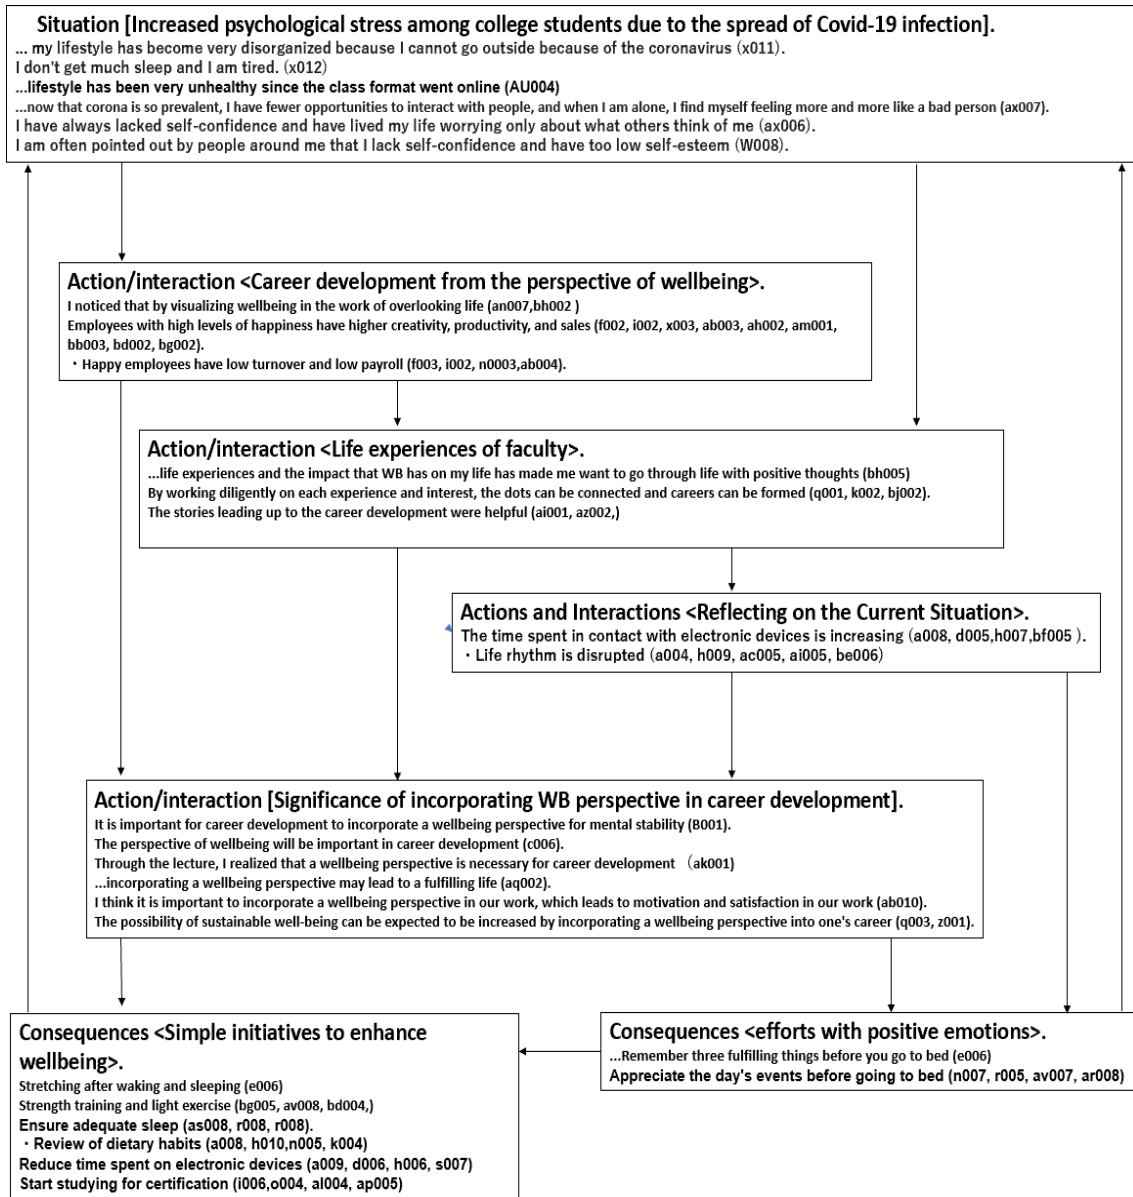 Situation [Increased psychological stress among college students due to the spread of Covid-19 infection].
... my lifestyle has become very disorganized because I cannot go outside because of the coronavirus (x011).
I don't get much sleep and I am tired. (x012)
...lifestyle has been very unhealthy since the class format went online (AU004)
...now that corona is so prevalent, I have fewer opportunities to interact with people, and when I am alone, I find myself feeling more and more like a bad person (ax007).
I have always lacked self-confidence and have lived my life worrying only about what others think of me (ax006).
I am often pointed out by people around me that I lack self-confidence and have too low self-esteem (W008).
Action/interaction <Career development from the perspective of wellbeing>.
I noticed that by visualizing wellbeing in the work of overlooking life (an007,bh002 )
Employees with high levels of happiness have higher creativity, productivity, and sales (f002, i002, x003, ab003, ah002, am001,
bb003, bd002, bg002).
・Happy employees have low turnover and low payroll (f003, i002, n0003,ab004).
Action/interaction <Life experiences of faculty>.
...life experiences and the impact that WB has on my life has made me want to go through life with positive thoughts (bh005)
By working diligently on each experience and interest, the dots can be connected and careers can be formed (q001, k002, bj002).
The stories leading up to the career development were helpful (ai001, az002,)
Actions and Interactions <Reflecting on the Current Situation>.
The time spent in contact with electronic devices is increasing (a008, d005,h007,bf005 ).
・Life rhythm is disrupted (a004, h009, ac005, ai005, be006)
Action/interaction [Significance of incorporating WB perspective in career development].
It is important for career development to incorporate a wellbeing perspective for mental stability (B001).
The perspective of wellbeing will be important in career development (c006).
Through the lecture, I realized that a wellbeing perspective is necessary for career development （ak001)
...incorporating a wellbeing perspective may lead to a fulfilling life (aq002).
I think it is important to incorporate a wellbeing perspective in our work, which leads to motivation and satisfaction in our work (ab010).
The possibility of sustainable well-being can be expected to be increased by incorporating a wellbeing perspective into one's career (q003, z001).
Consequences <Simple initiatives to enhance
wellbeing>.
Stretching after waking and sleeping (e006)
Strength training and light exercise (bg005, av008, bd004,)
Ensure adequate sleep (as008, r008, r008).
・Review of dietary habits (a008, h010,n005, k004)
Reduce time spent on electronic devices (a009, d006, h006, s007)
Start studying for certification (i006,o004, al004, ap005)
Consequences <efforts with positive emotions>.
...Remember three fulfilling things before you go to bed (e006)
Appreciate the day's events before going to bed (n007, r005, av007, ar008)